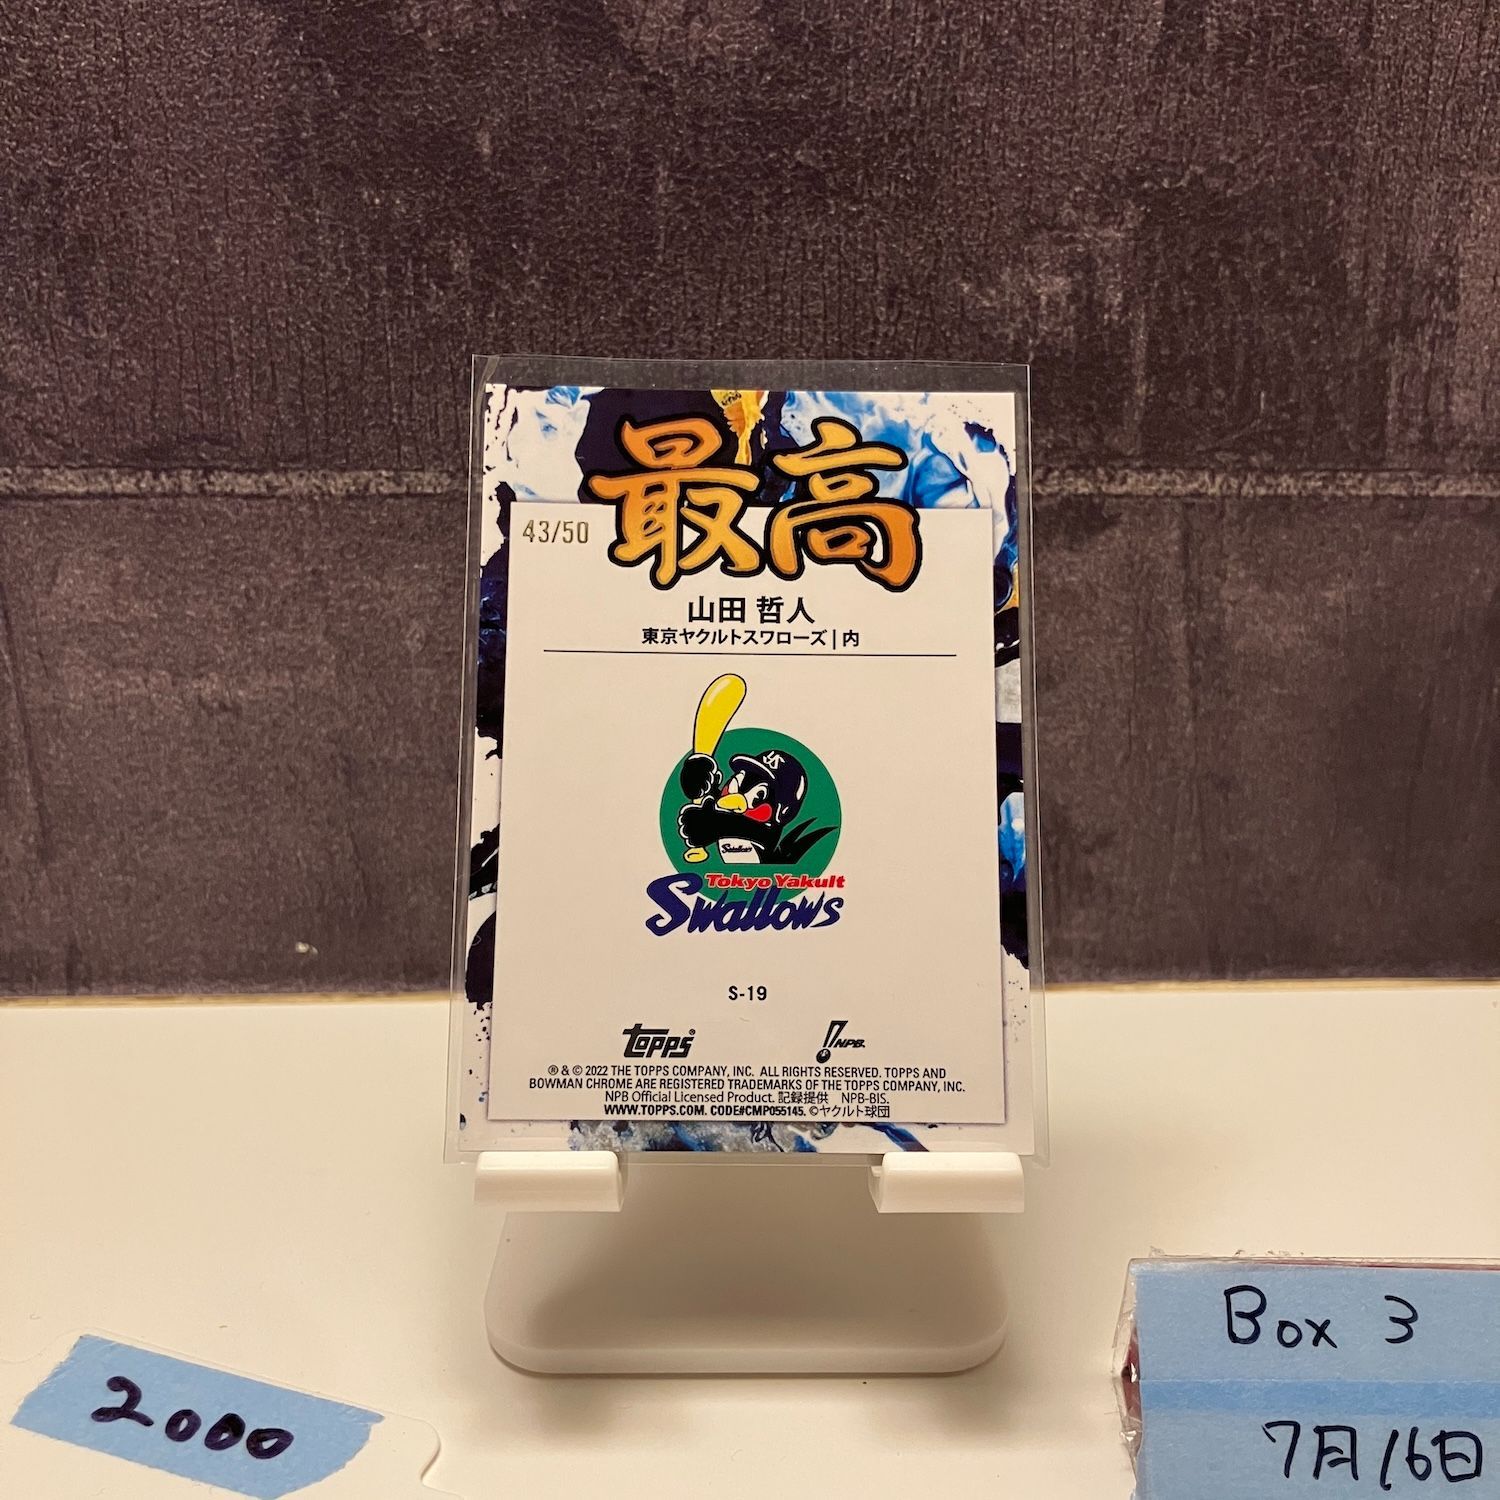 最高
43/50
山田 哲人
東京ヤクルトスワローズ | 内
Swallows
Tokyo Yakult
Swallows
S-19
topps®
NPB.
® & © 2022 THE TOPPS COMPANY, INC. ALL RIGHTS RESERVED. TOPPS AND
BOWMAN CHROME ARE REGISTERED TRADEMARKS OF THE TOPPS COMPANY, INC.
NPB Official Licensed Product. 記録提供 NPB-BIS.
WWW.TOPPS.COM. CODE#CMP055145. ©ヤクルト球団
2000
Box 3
7月16日